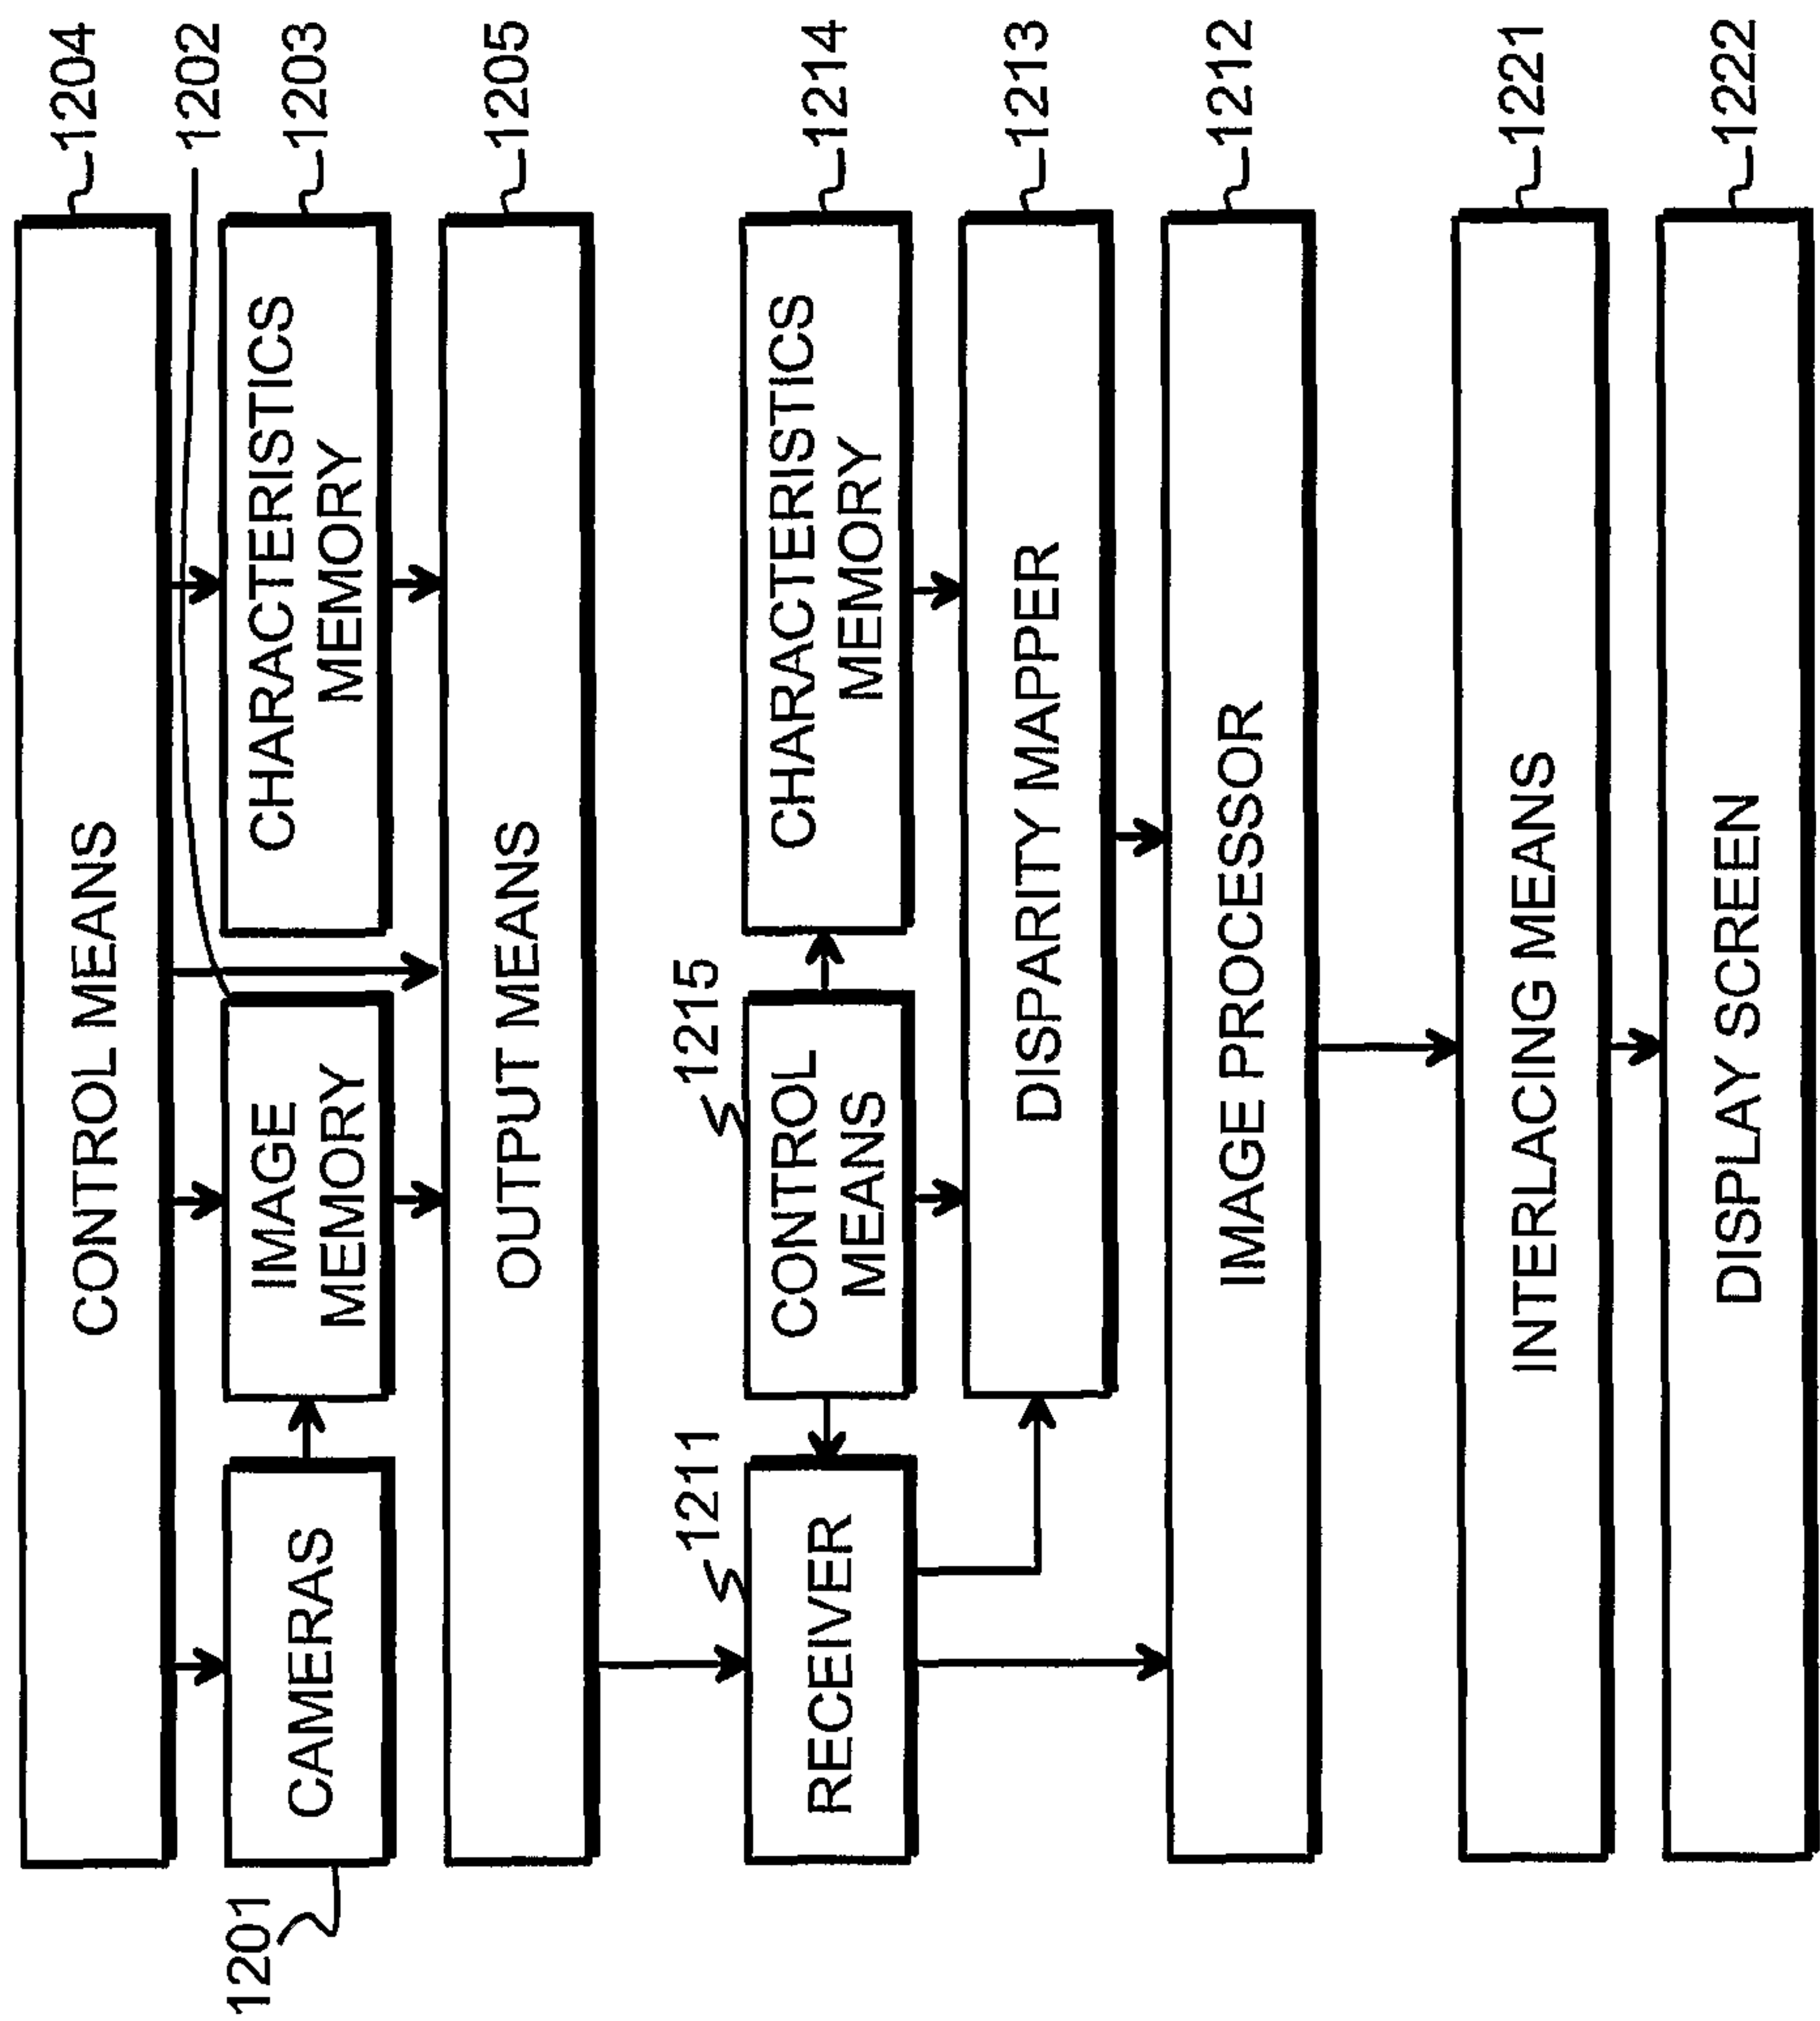 1204
CONTROL MEANS
1202
1201
CAMERAS
IMAGE
MEMORY
CHARACTERISTICS
MEMORY
1203
OUTPUT MEANS
1205
1211
1215
RECEIVER
CONTROL
MEANS
CHARACTERISTICS
MEMORY
1214
DISPARITY MAPPER
1213
IMAGE PROCESSOR
1212
INTERLACING MEANS
1221
DISPLAY SCREEN
1222